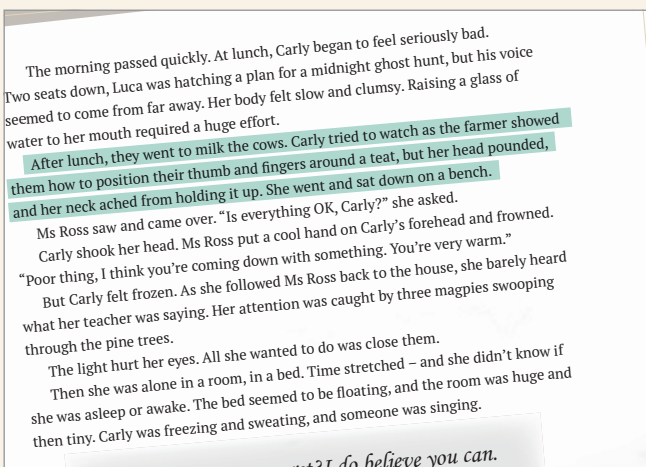 The morning passed quickly. At lunch, Carly began to feel seriously bad.
Two seats down, Luca was hatching a plan for a midnight ghost hunt, but his voice
seemed to come from far away. Her body felt slow and clumsy. Raising a glass of
water to her mouth required a huge effort.
After lunch, they went to milk the cows. Carly tried to watch as the farmer showed
them how to position their thumb and fingers around a teat, but her head pounded,
and her neck ached from holding it up. She went and sat down on a bench.
Ms Ross saw and came over. “Is everything OK, Carly?” she asked.
Carly shook her head. Ms Ross put a cool hand on Carly’s forehead and frowned.
“Poor thing, I think you’re coming down with something. You’re very warm.”
But Carly felt frozen. As she followed Ms Ross back to the house, she barely heard
what her teacher was saying. Her attention was caught by three magpies swooping
through the pine trees.
The light hurt her eyes. All she wanted to do was close them.
Then she was alone in a room, in a bed. Time stretched – and she didn’t know if
she was asleep or awake. The bed seemed to be floating, and the room was huge and
then tiny. Carly was freezing and sweating, and someone was singing.
I do believe you can.